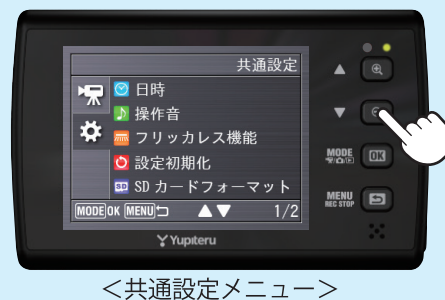 共通設定
日時
操作音
フリッカレス機能
設定初期化
SD カードフォーマット
MODE OK MENU 1/2
MODE
OK
MENU
REC STOP
Yupiteru
＜共通設定メニュー＞